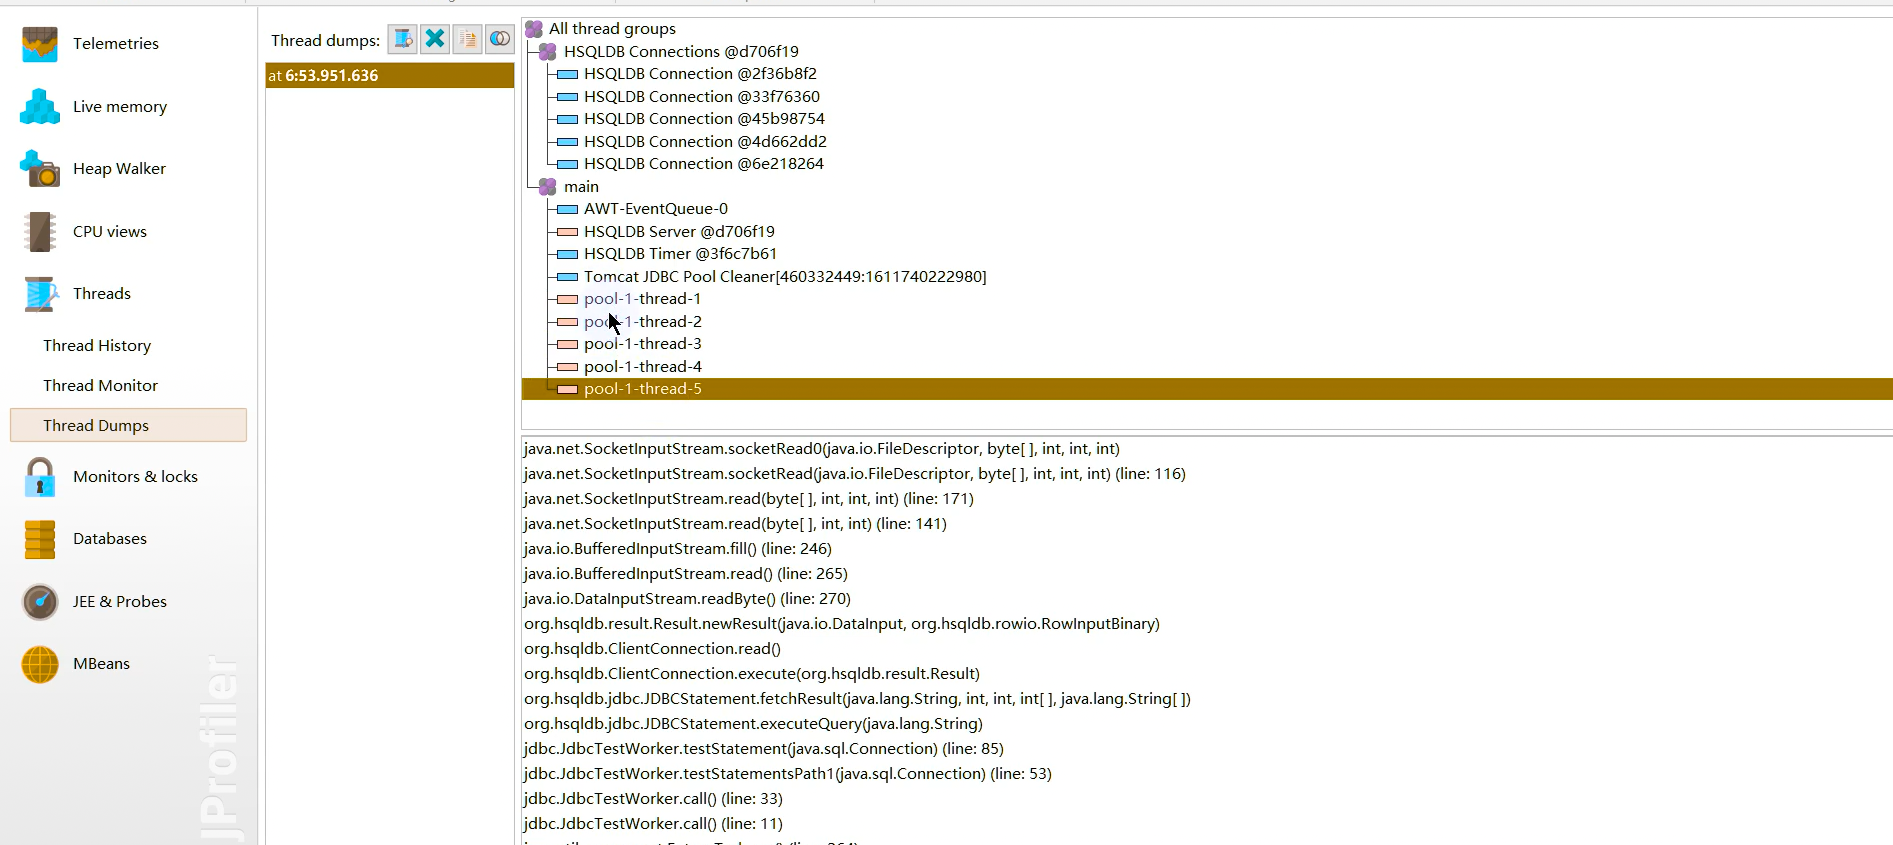 Telemetries
Live memory
Heap Walker
CPU views
Threads
Thread History
Thread Monitor
Thread Dumps
Monitors & locks
Databases
JEE & Probes
MBeans
JProfiler
Thread dumps:
at 6:53.951.636
All thread groups
HSQLDB Connections @d706f19
HSQLDB Connection @2f36b8f2
HSQLDB Connection @33f76360
HSQLDB Connection @45b98754
HSQLDB Connection @4d662dd2
HSQLDB Connection @6e218264
main
AWT-EventQueue-0
HSQLDB Server @d706f19
HSQLDB Timer @3f6c7b61
Tomcat JDBC Pool Cleaner[460332449:1611740222980]
pool-1-thread-1
pool-1-thread-2
pool-1-thread-3
pool-1-thread-4
pool-1-thread-5
java.net.SocketInputStream.socketRead0(java.io.FileDescriptor, byte[ ], int, int, int)
java.net.SocketInputStream.socketRead(java.io.FileDescriptor, byte[ ], int, int, int) (line: 116)
java.net.SocketInputStream.read(byte[ ], int, int, int) (line: 171)
java.net.SocketInputStream.read(byte[ ], int, int) (line: 141)
java.io.BufferedInputStream.fill() (line: 246)
java.io.BufferedInputStream.read() (line: 265)
java.io.DataInputStream.readByte() (line: 270)
org.hsqldb.result.Result.newResult(java.io.DataInput, org.hsqldb.rowio.RowInputBinary)
org.hsqldb.ClientConnection.read()
org.hsqldb.ClientConnection.execute(org.hsqldb.result.Result)
org.hsqldb.jdbc.JDBCStatement.fetchResult(java.lang.String, int, int, int[ ], java.lang.String[ ])
org.hsqldb.jdbc.JDBCStatement.executeQuery(java.lang.String)
jdbc.JdbcTestWorker.testStatement(java.sql.Connection) (line: 85)
jdbc.JdbcTestWorker.testStatementsPath1(java.sql.Connection) (line: 53)
jdbc.JdbcTestWorker.call() (line: 33)
jdbc.JdbcTestWorker.call() (line: 11)